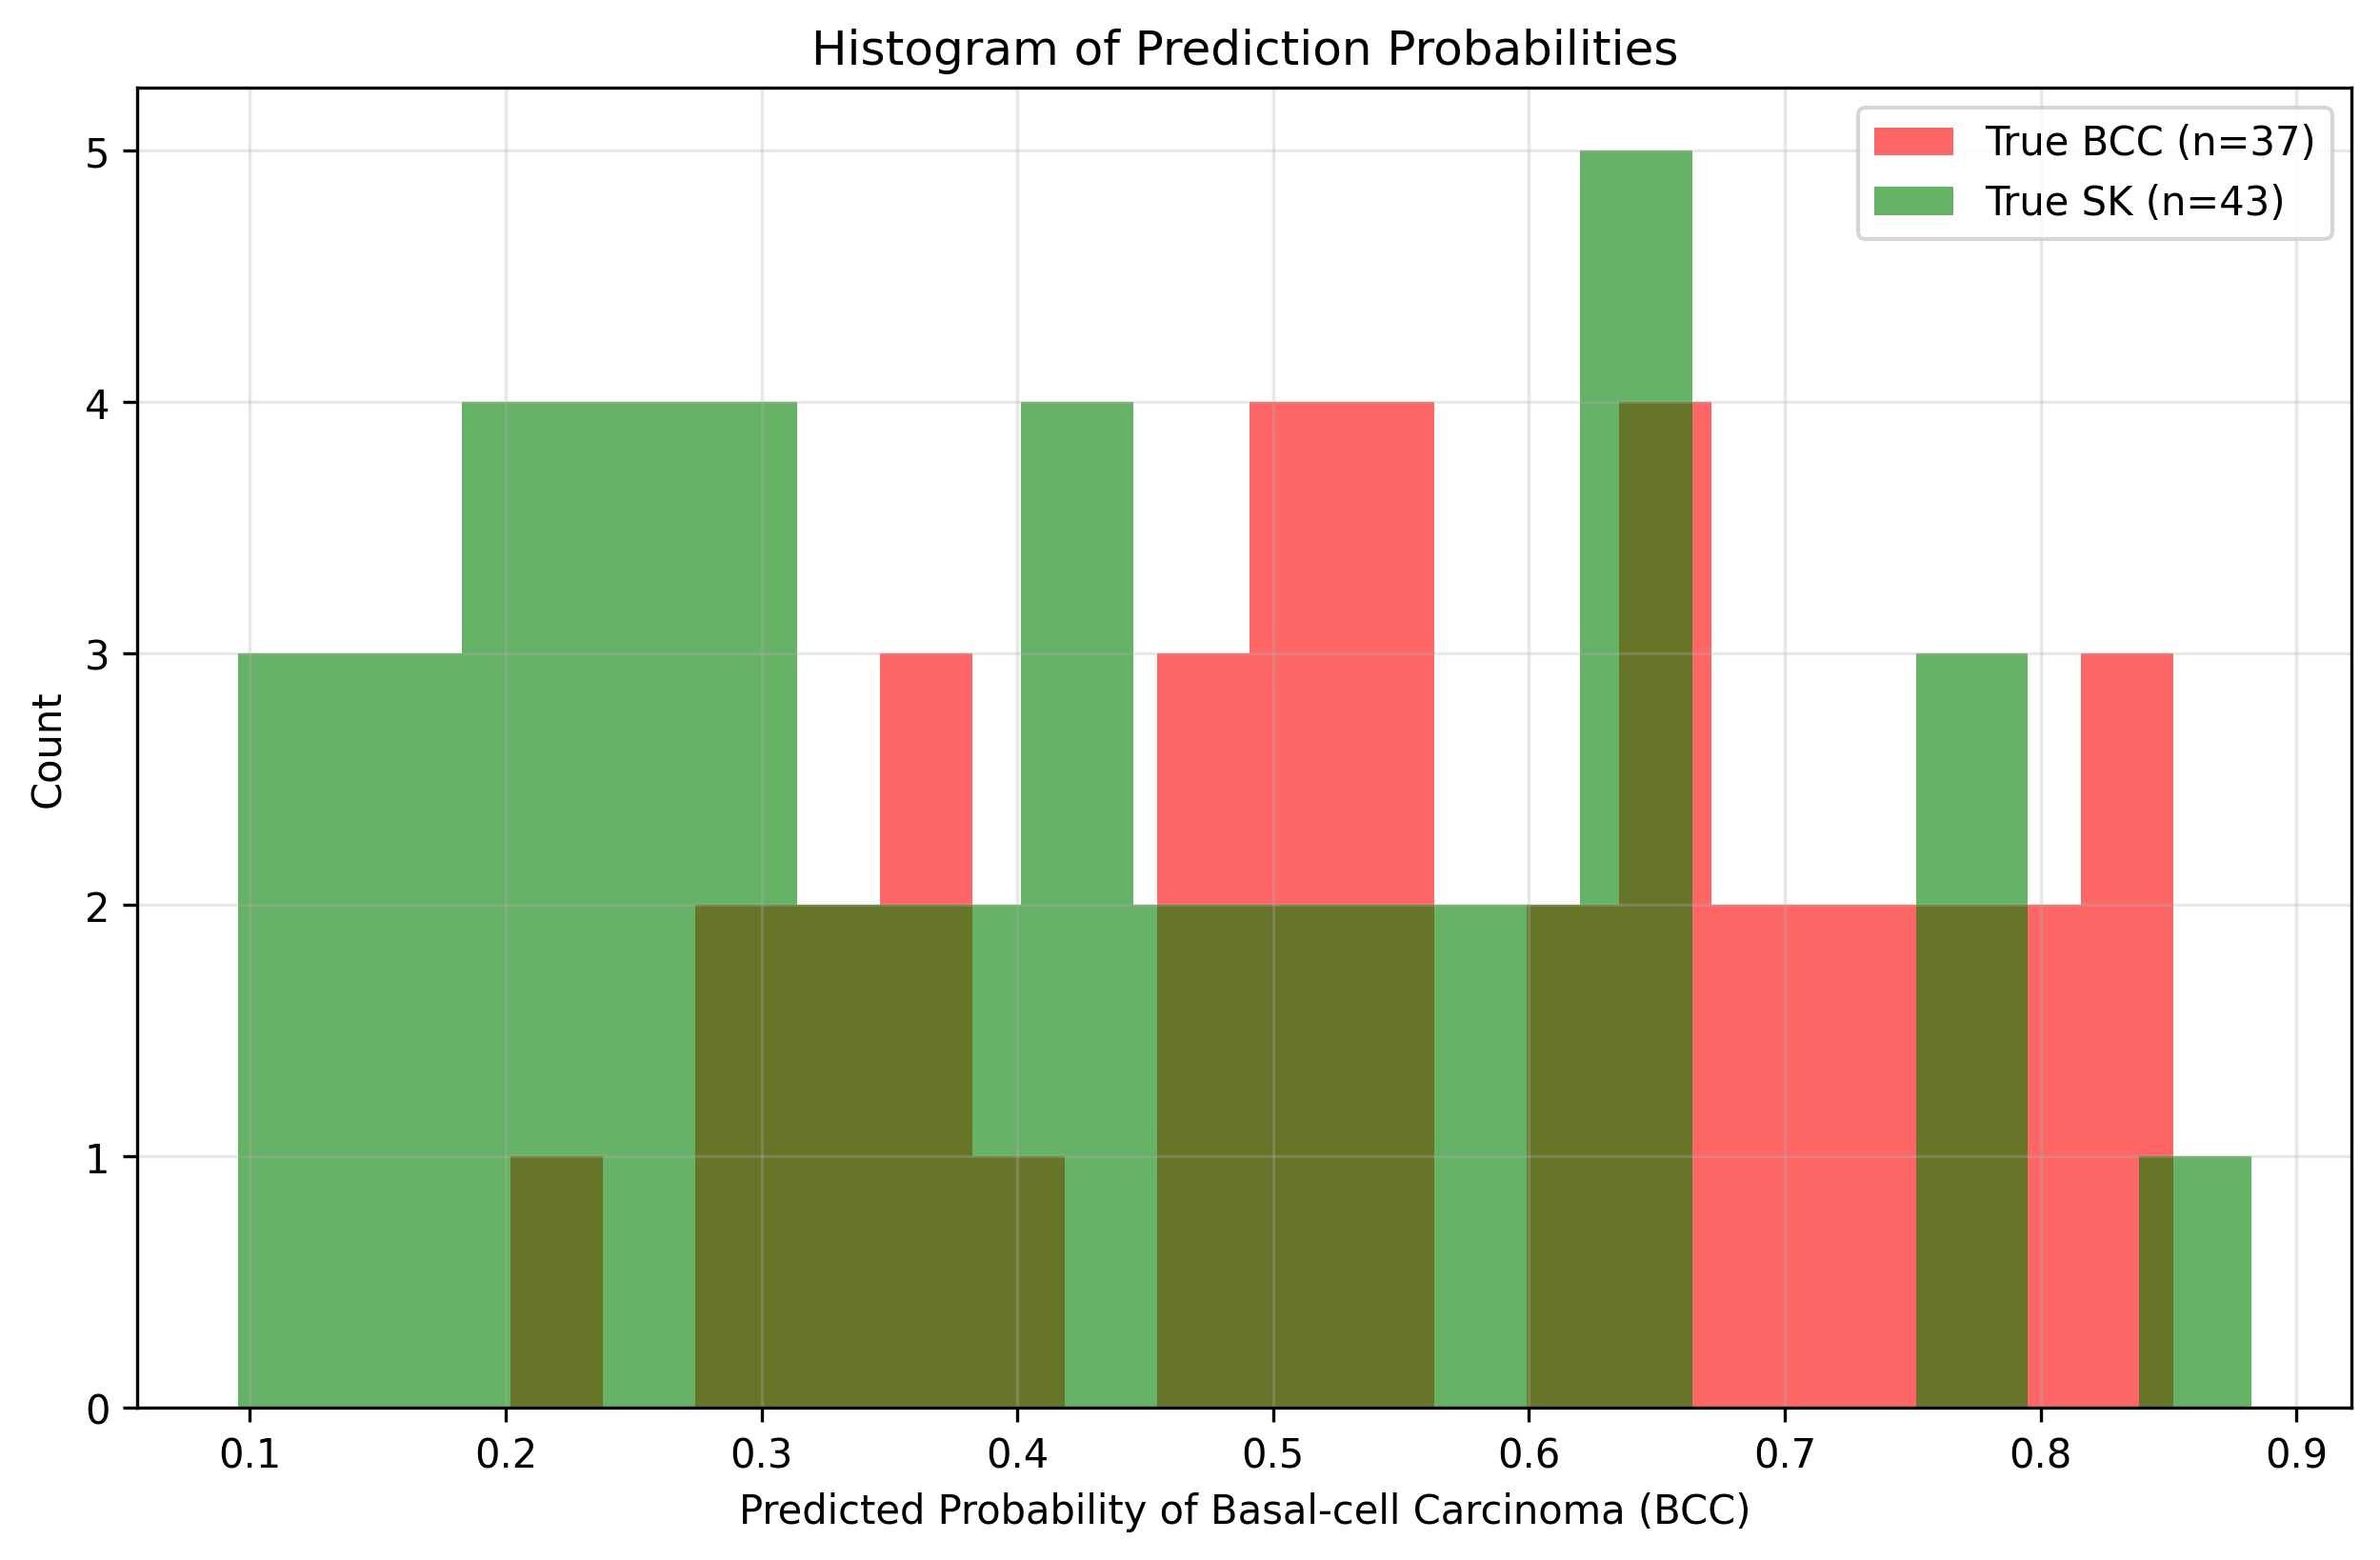 Histogram of Prediction Probabilities
True BCC (n=37)
True SK (n=43)
Count
5
4
3
2
1
0
0.1 0.2 0.3 0.4 0.5 0.6 0.7 0.8 0.9
Predicted Probability of Basal-cell Carcinoma (BCC)